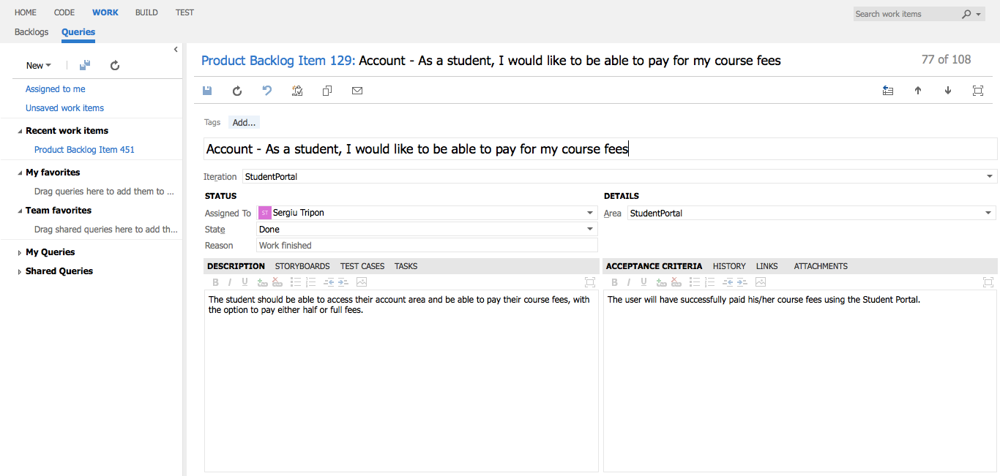 HOME CODE WORK BUILD TEST
Search work items
Backlogs Queries
New
Assigned to me
Unsaved work items
Recent work items
Product Backlog Item 451
My favorites
Drag queries here to add them to ...
Team favorites
Drag shared queries here to add th...
My Queries
Shared Queries
Product Backlog Item 129: Account - As a student, I would like to be able to pay for my course fees
77 of 108
Tags Add...
Account - As a student, I would like to be able to pay for my course fees
Iteration StudentPortal
STATUS
Assigned To ST Sergiu Tripon
State Done
Reason Work finished
DETAILS
Area StudentPortal
DESCRIPTION STORYBOARDS TEST CASES TASKS
B I U
The student should be able to access their account area and be able to pay their course fees, with
the option to pay either half or full fees.
ACCEPTANCE CRITERIA HISTORY LINKS ATTACHMENTS
B I U
The user will have successfully paid his/her course fees using the Student Portal.